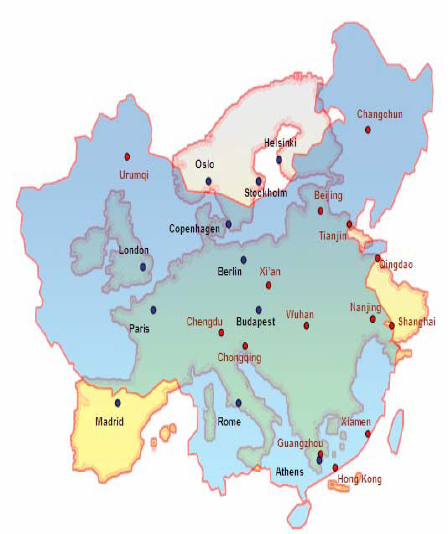 Changchun
Helsinki
Oslo
Urumqi
Stockholm
Beijing
Copenhagen
Tianjin
London
Qingdao
Berlin
Xi'an
Paris
Chengdu
Budapest
Wuhan
Nanjing
Shanghai
Chongqing
Madrid
Rome
Xiamen
Guangzhou
Athens
Hong Kong